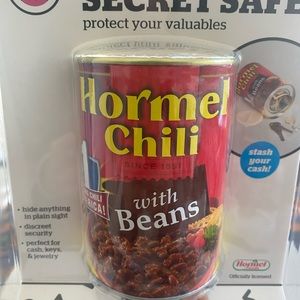 SECRET SAFE
protect your valuables
Hormel
Chili
SINCE 1891
with
Beans
• hide anything
in plain sight
• discreet
security
• perfect for
cash, keys,
& jewelry
stash
your
cash!
Hormel
Officially licensed